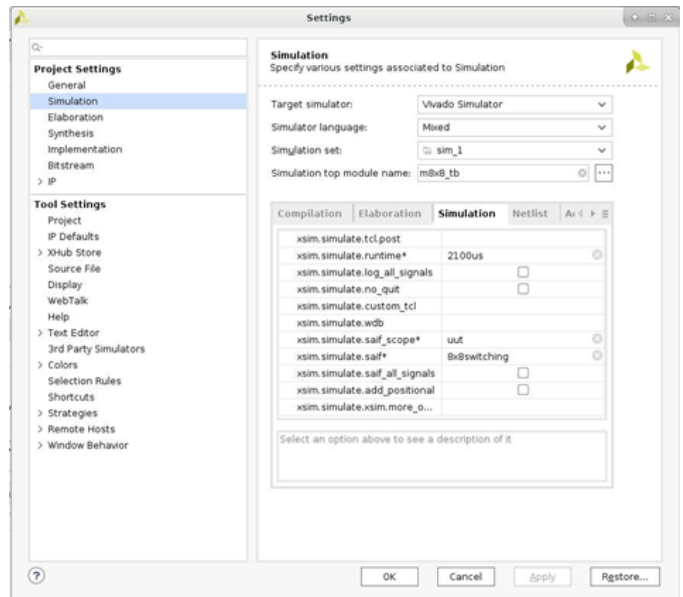 Settings
Q-
Project Settings
General
Simulation
Elaboration
Synthesis
Implementation
Bitstream
> IP
Tool Settings
Project
IP Defaults
> XHub Store
Source File
Display
WebTalk
Help
> Text Editor
3rd Party Simulators
> Colors
Selection Rules
Shortcuts
> Strategies
> Remote Hosts
> Window Behavior
Simulation
Specify various settings associated to Simulation
Target simulator: Vivado Simulator
Simulator language: Mixed
Simulation set: sim_1
Simulation top module name: m8x8_tb
Compilation Elaboration Simulation Netlist
xsim.simulate.tcl.post
xsim.simulate.runtime* 2100us
xsim.simulate.log_all_signals
xsim.simulate.no_quit
xsim.simulate.custom_tcl
xsim.simulate.wdb
xsim.simulate.saif_scope* uut
xsim.simulate.saif* 8x8switching
xsim.simulate.saif_all_signals
xsim.simulate.add_positional
xsim.simulate.xsim.more_o...
Select an option above to see a description of it
? OK Cancel Apply Restore...